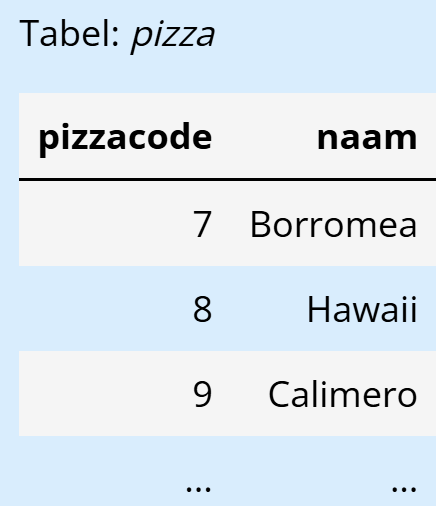 Tabel: pizza
pizzacode naam
7 Borromea
8 Hawaii
9 Calimero
... ...